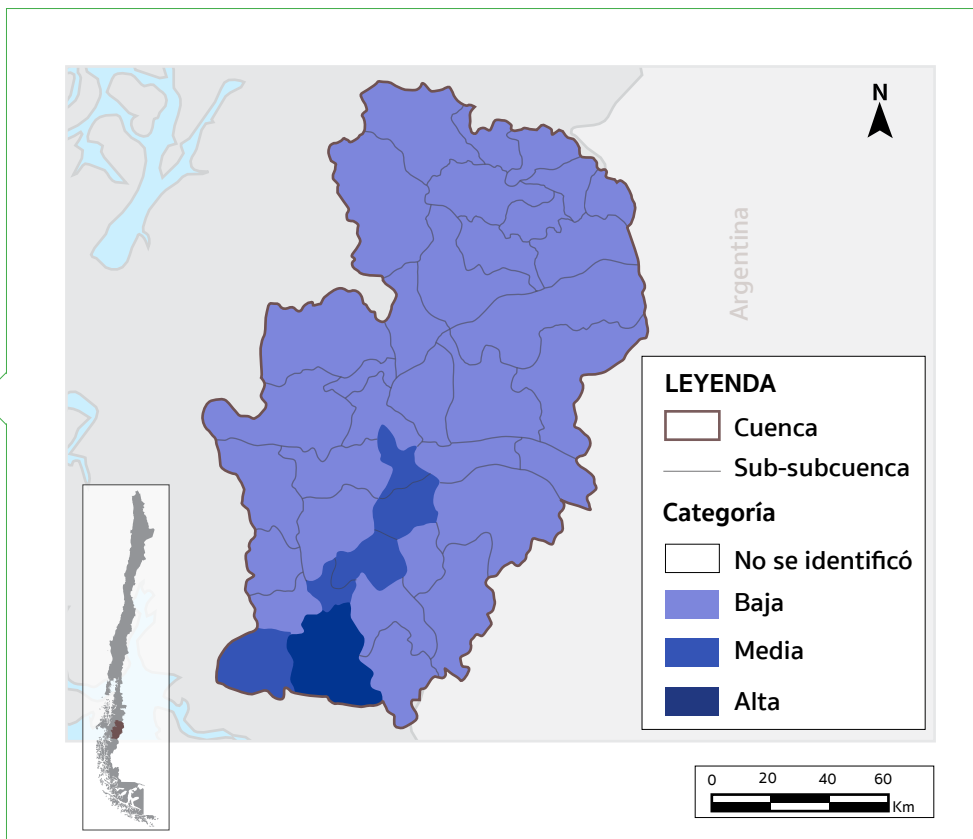 N
Argentina
LEYENDA
Cuenca
Sub-subcuenca
Categoría
No se identificó
Baja
Media
Alta
0 20 40 60
Km